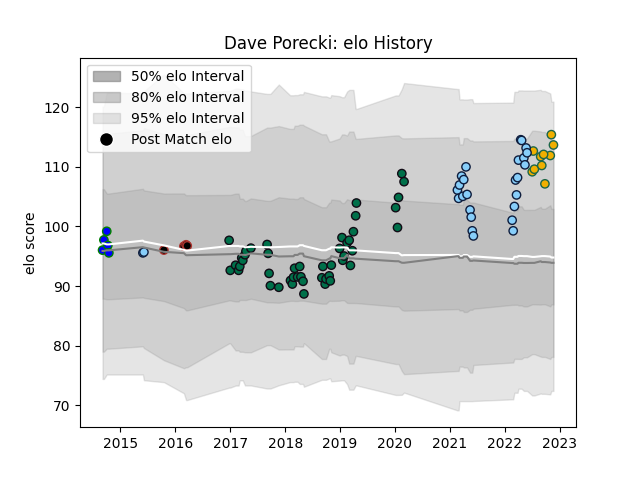 Dave Porecki: elo History
50% elo Interval
80% elo Interval
95% elo Interval
Post Match elo
elo score
120
110
100
90
80
70
2015 2016 2017 2018 2019 2020 2021 2022 2023